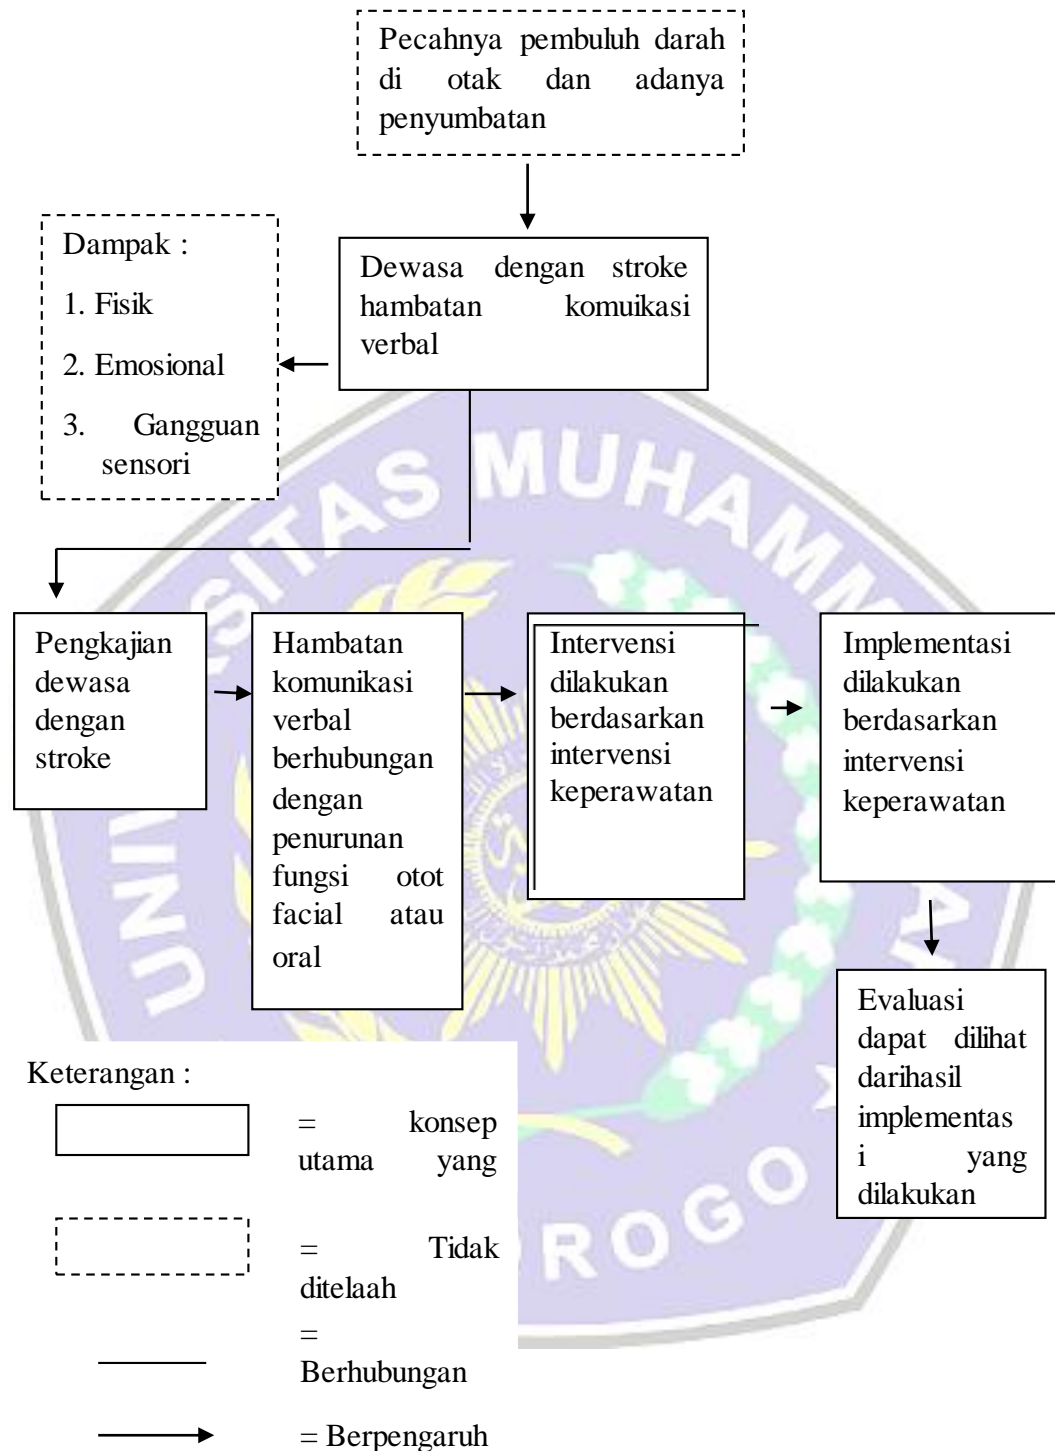 Pecahnya pembuluh darah
di otak dan adanya
penyumbatan
Dampak :
1. Fisik
2. Emosional
3. Gangguan
sensori
Dewasa dengan stroke
hambatan komuikasi
verbal
Pengkajian
dewasa
dengan
stroke
Hambatan
komunikasi
verbal
berhubungan
dengan
penurunan
fungsi otot
facial atau
oral
Intervensi
dilakukan
berdasarkan
intervensi
keperawatan
Implementasi
dilakukan
berdasarkan
intervensi
keperawatan
Evaluasi
dapat dilihat
darihasil
implementas
i yang
dilakukan
Keterangan :
= konsep
utama yang
= Tidak
ditelaah
=
Berhubungan
= Berpengaruh